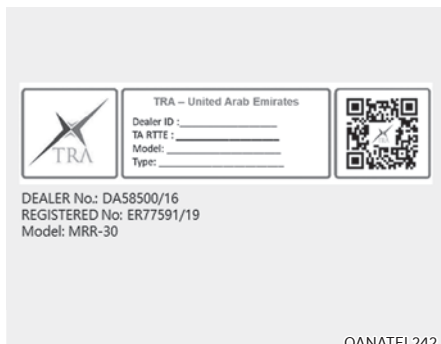 TRA – United Arab Emirates
Dealer ID :
TA RTTE :
Model:
Type:
TRA
DEALER No.: DA58500/16
REGISTERED No: ER77591/19
Model: MRR-30
OANATEL242